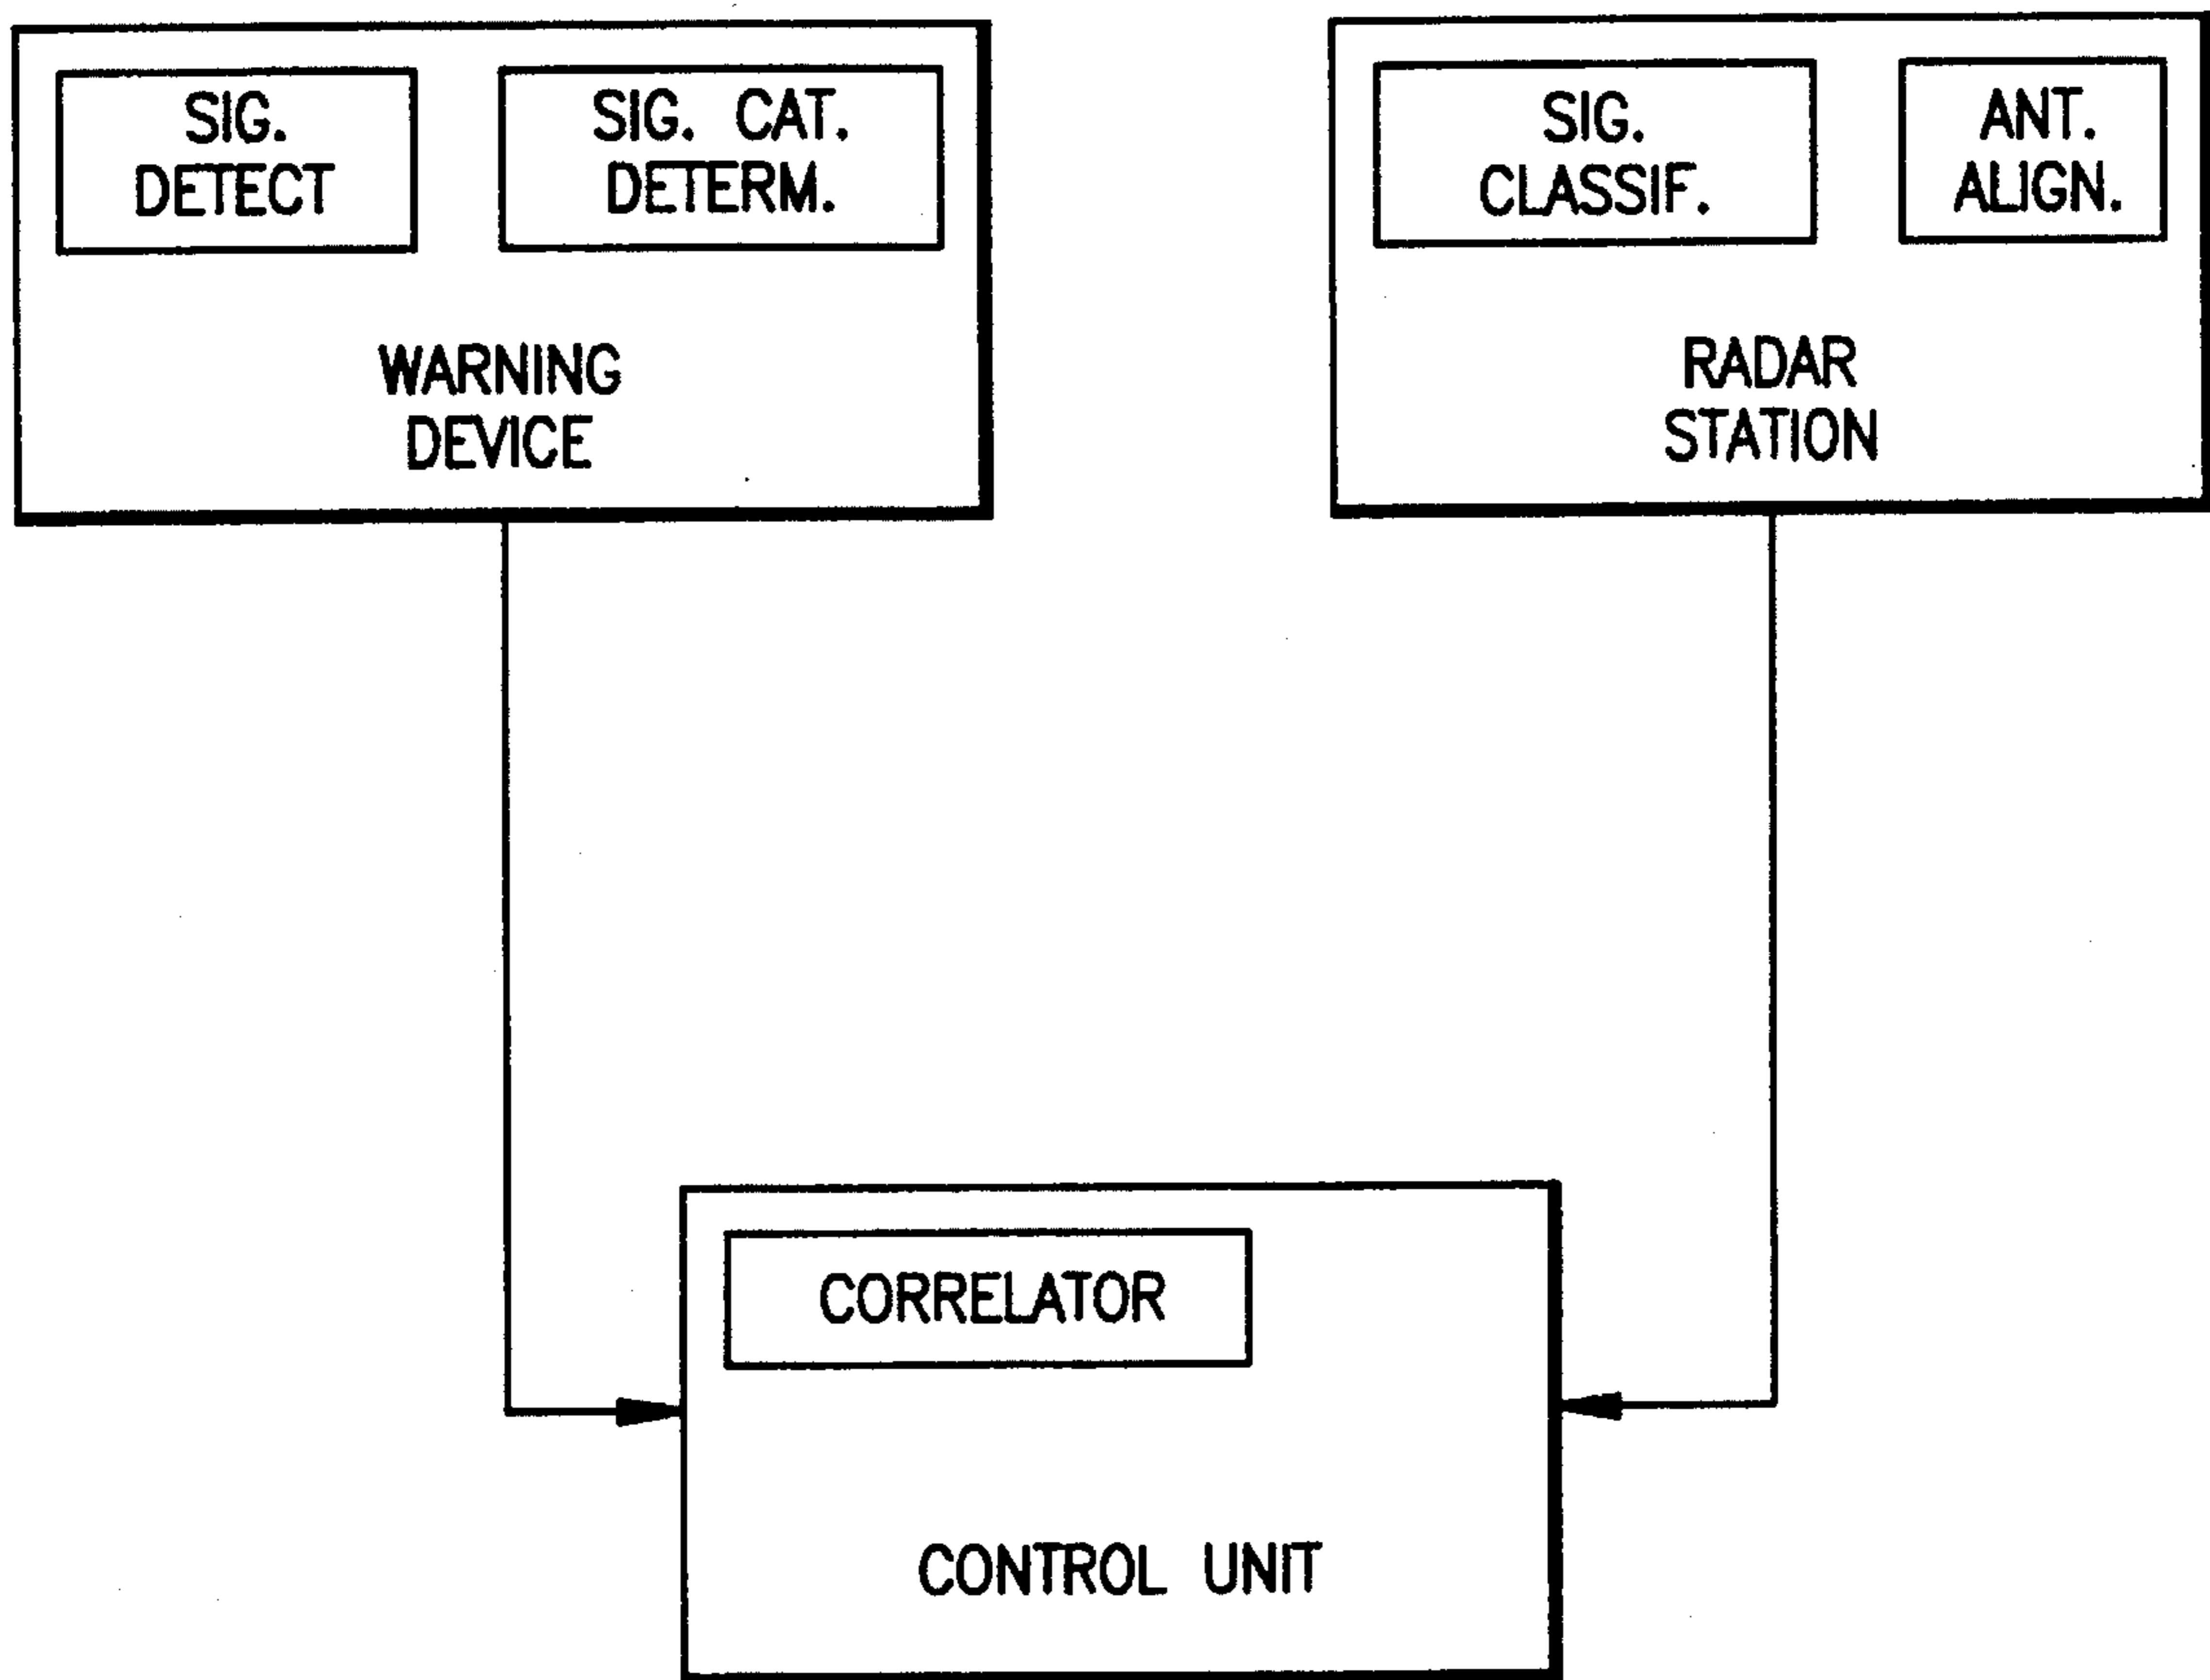 SIG.
DETECT
SIG. CAT.
DETERM.
WARNING
DEVICE
SIG.
CLASSIF.
ANT.
ALIGN.
RADAR
STATION
CORRELATOR
CONTROL UNIT